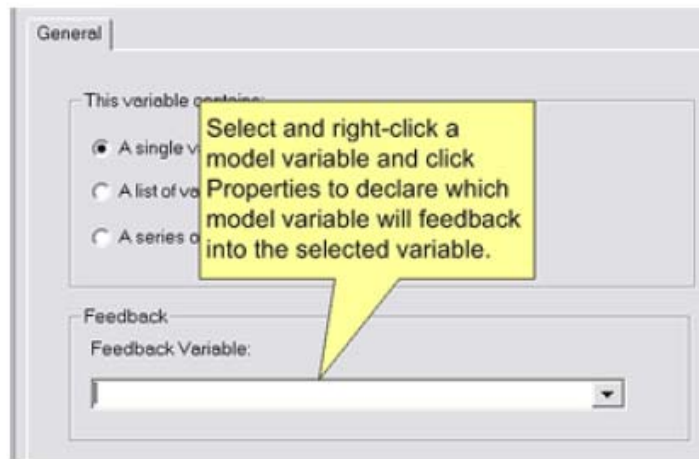 General
This variable contains:
A single v
A list of va
A series o
Select and right-click a
model variable and click
Properties to declare which
model variable will feedback
into the selected variable.
Feedback
Feedback Variable: